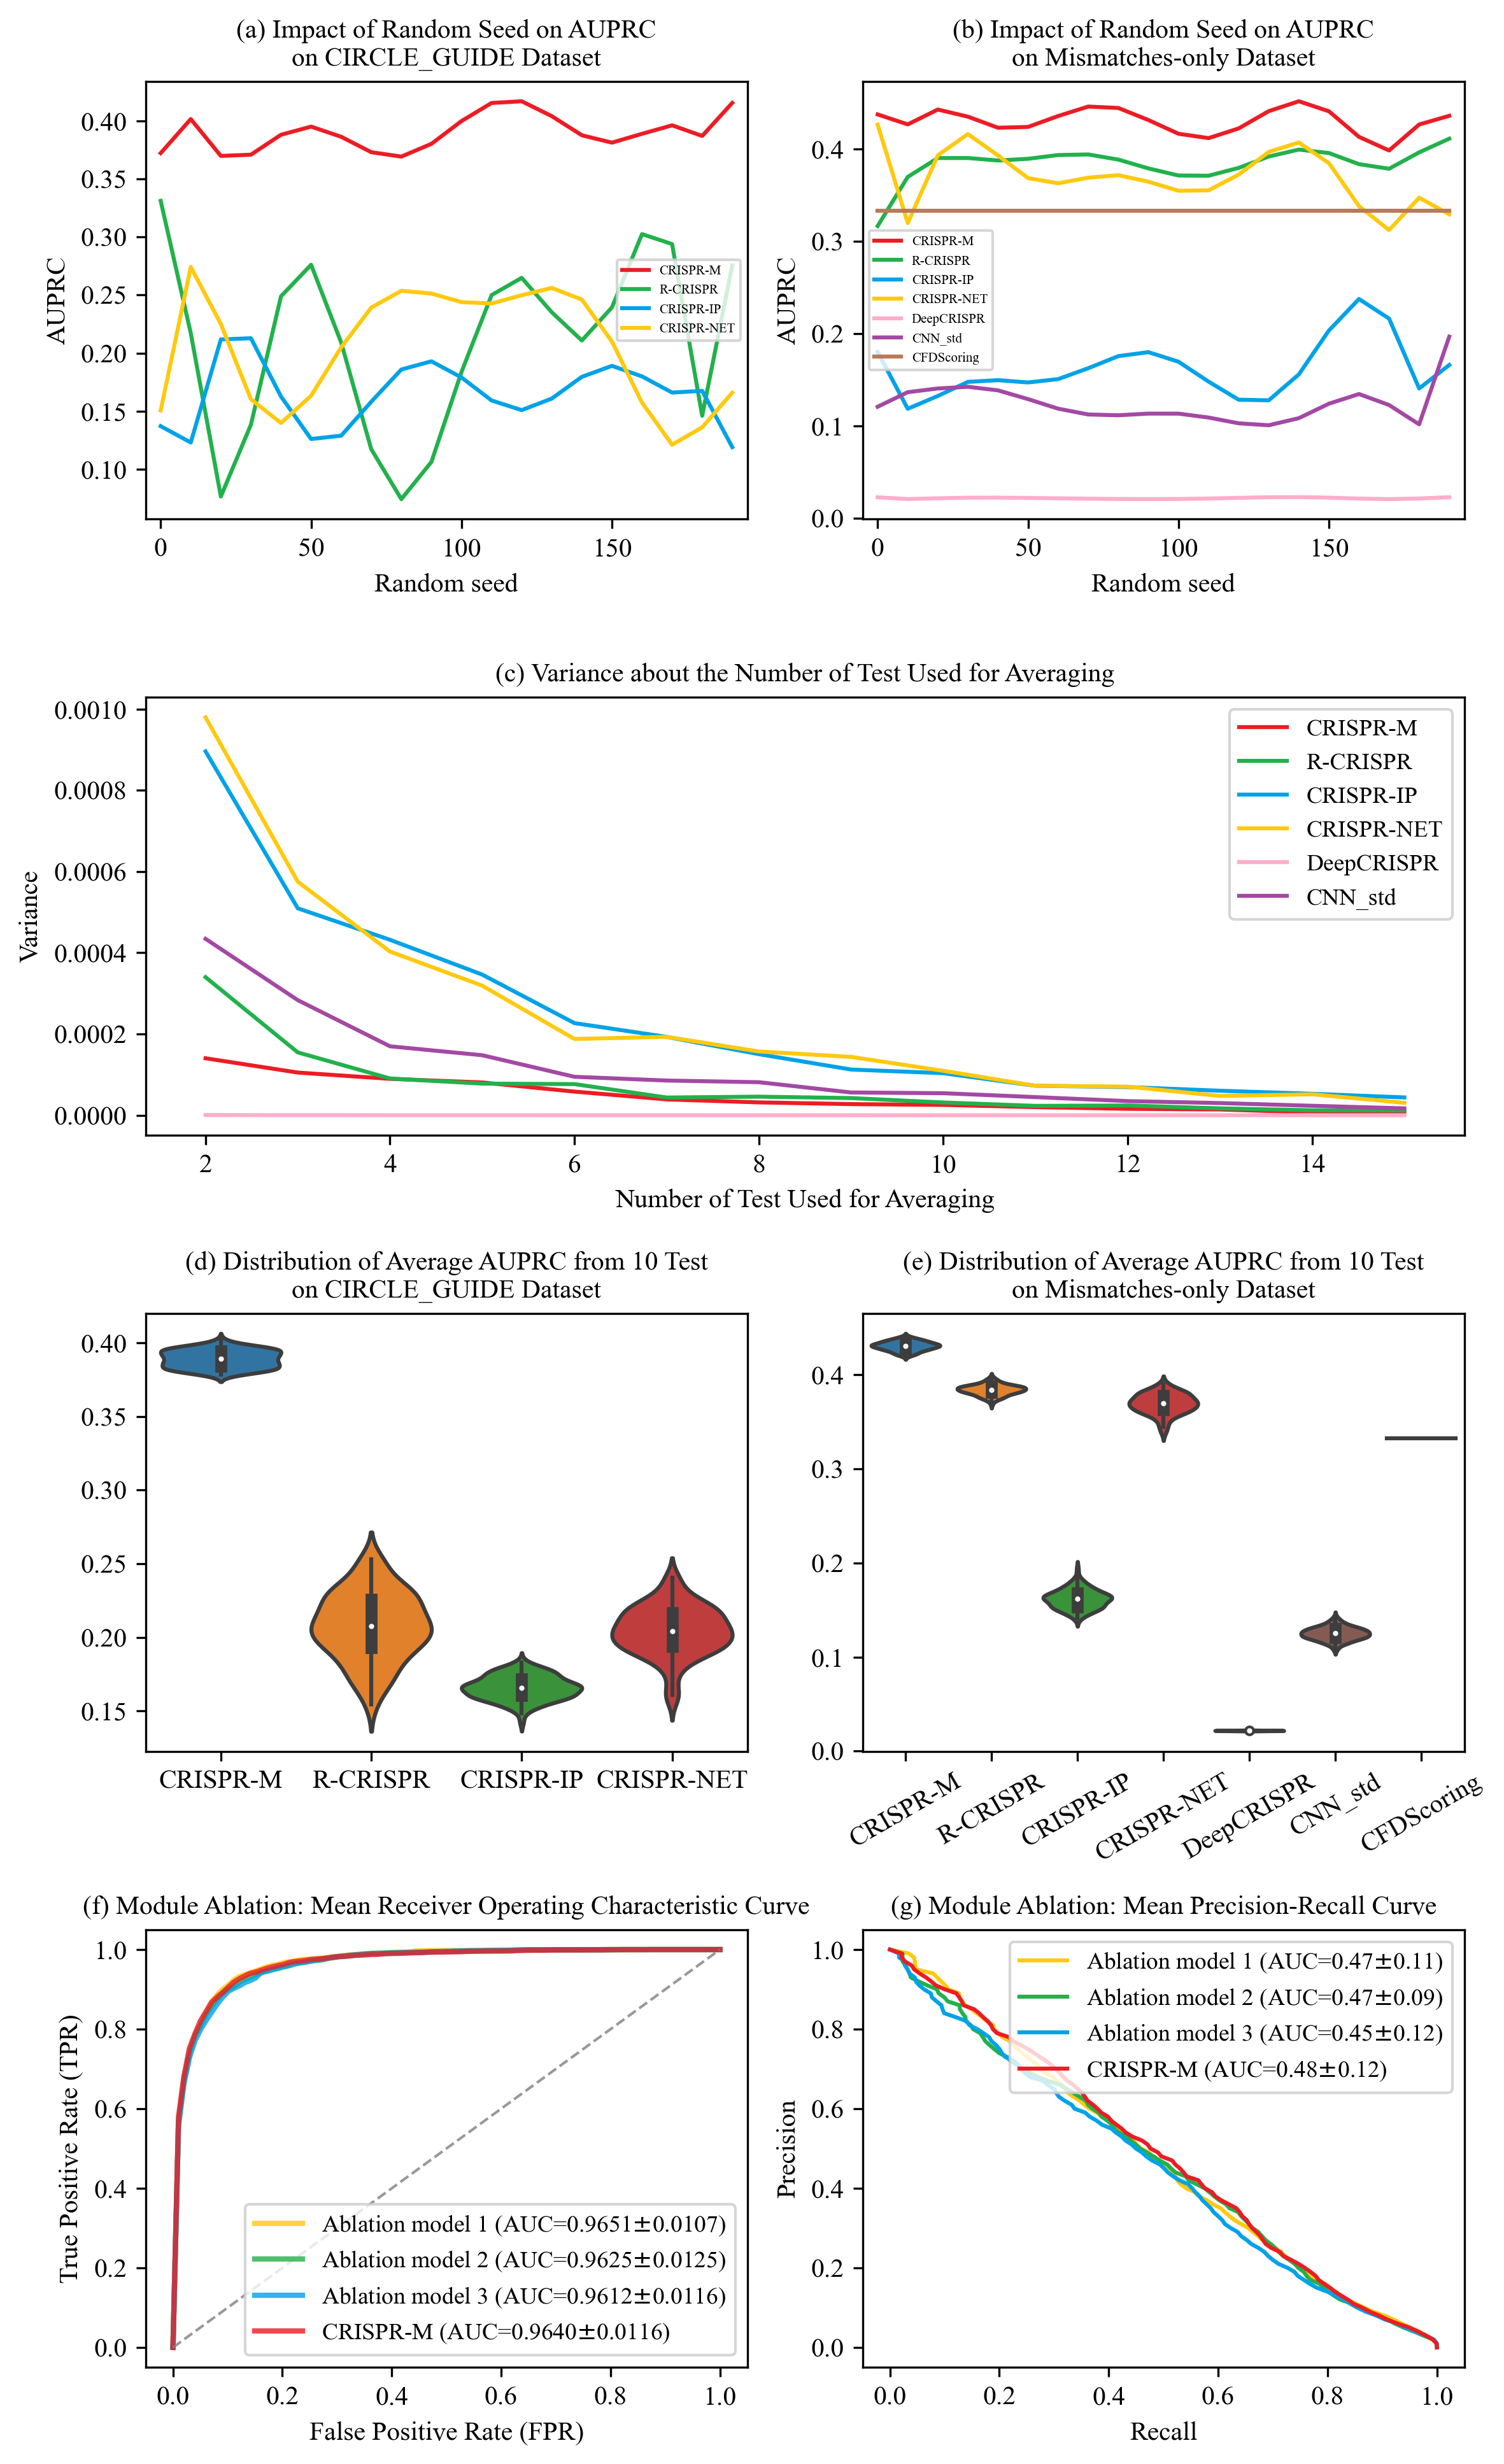 (a) Impact of Random Seed on AUPRC
on CIRCLE_GUIDE Dataset
AUPRC
0.40
0.35
0.30
0.25
0.20
0.15
0.10
CRISPR-M
R-CRISPR
CRISPR-IP
CRISPR-NET
0
50
100
150
Random seed
(b) Impact of Random Seed on AUPRC
on Mismatches-only Dataset
AUPRC
0.4
0.3
0.2
0.1
0.0
CRISPR-M
R-CRISPR
CRISPR-IP
CRISPR-NET
DeepCRISPR
CNN_std
CFDScoring
0
50
100
150
Random seed
(c) Variance about the Number of Test Used for Averaging
Variance
0.0010
0.0008
0.0006
0.0004
0.0002
0.0000
CRISPR-M
R-CRISPR
CRISPR-IP
CRISPR-NET
DeepCRISPR
CNN_std
2
4
6
8
10
12
14
Number of Test Used for Averaging
(d) Distribution of Average AUPRC from 10 Test
on CIRCLE_GUIDE Dataset
0.40
0.35
0.30
0.25
0.20
0.15
CRISPR-M
R-CRISPR
CRISPR-IP
CRISPR-NET
(e) Distribution of Average AUPRC from 10 Test
on Mismatches-only Dataset
0.4
0.3
0.2
0.1
0.0
CRISPR-M
R-CRISPR
CRISPR-IP
CRISPR-NET
DeepCRISPR
CNN_std
CFDScoring
(f) Module Ablation: Mean Receiver Operating Characteristic Curve
True Positive Rate (TPR)
1.0
0.8
0.6
0.4
0.2
0.0
Ablation model 1 (AUC=0.9651±0.0107)
Ablation model 2 (AUC=0.9625±0.0125)
Ablation model 3 (AUC=0.9612±0.0116)
CRISPR-M (AUC=0.9640±0.0116)
0.0
0.2
0.4
0.6
0.8
1.0
False Positive Rate (FPR)
(g) Module Ablation: Mean Precision-Recall Curve
Precision
1.0
0.8
0.6
0.4
0.2
0.0
Ablation model 1 (AUC=0.47±0.11)
Ablation model 2 (AUC=0.47±0.09)
Ablation model 3 (AUC=0.45±0.12)
CRISPR-M (AUC=0.48±0.12)
0.0
0.2
0.4
0.6
0.8
1.0
Recall